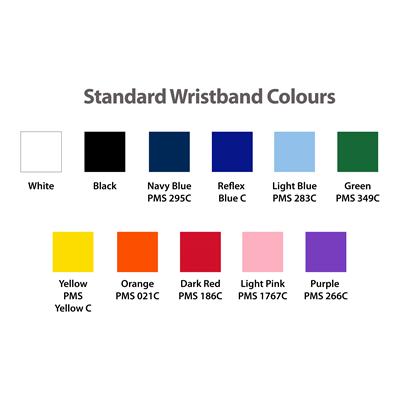 Standard Wristband Colours
White
Black
Navy Blue
PMS 295C
Reflex
Blue C
Light Blue
PMS 283C
Green
PMS 349C
Yellow
PMS
Yellow C
Orange
PMS 021C
Dark Red
PMS 186C
Light Pink
PMS 1767C
Purple
PMS 266C